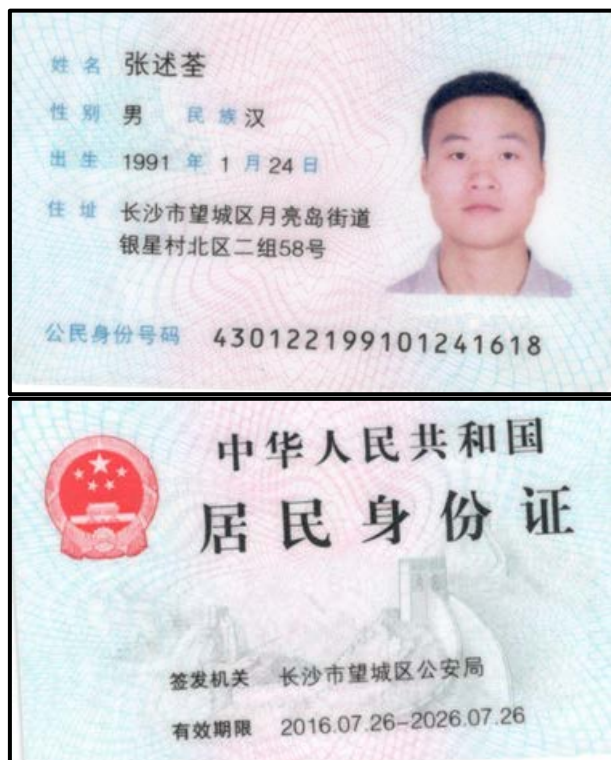 姓名 张述荃
性别 男 民族 汉
出生 1991 年 1 月 24 日
住址 长沙市望城区月亮岛街道
银星村北区二组58号
公民身份号码 430122199101241618
中华人民共和国
居民身份证
签发机关 长沙市望城区公安局
有效期限 2016.07.26-2026.07.26